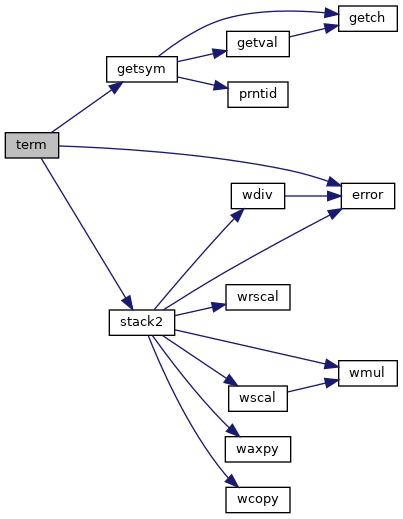 getch
getval
getsym
prntid
term
wdiv
error
wrscal
stack2
wmul
wscal
waxpy
wcopy